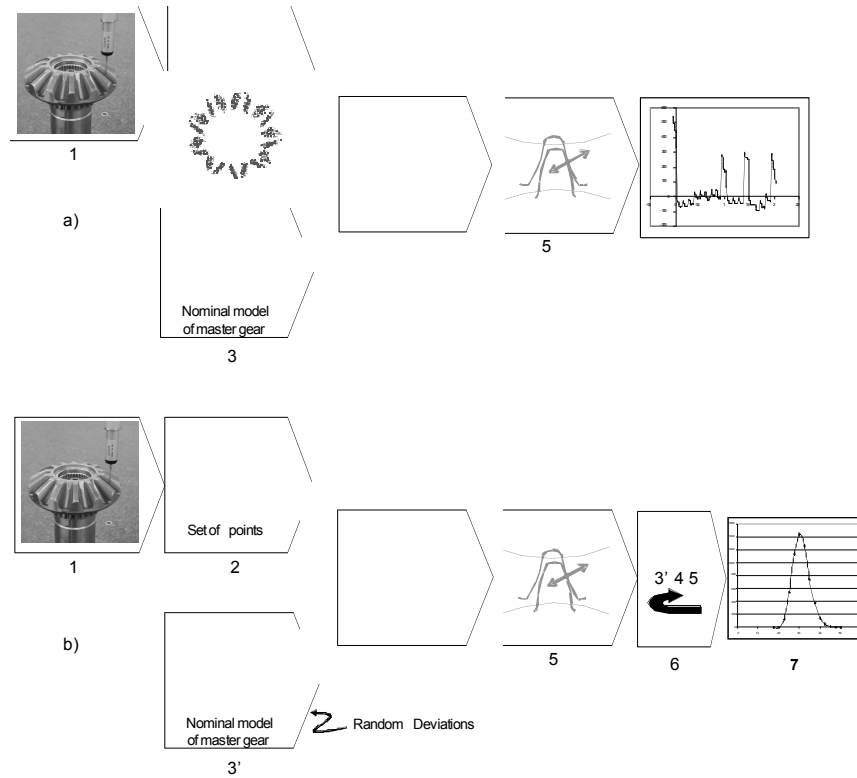 1
a)
5
Nominal model
of master gear
3
Set of points
1
2
3' 4 5
b)
5
6
7
Nominal model
of master gear
Random Deviations
3'